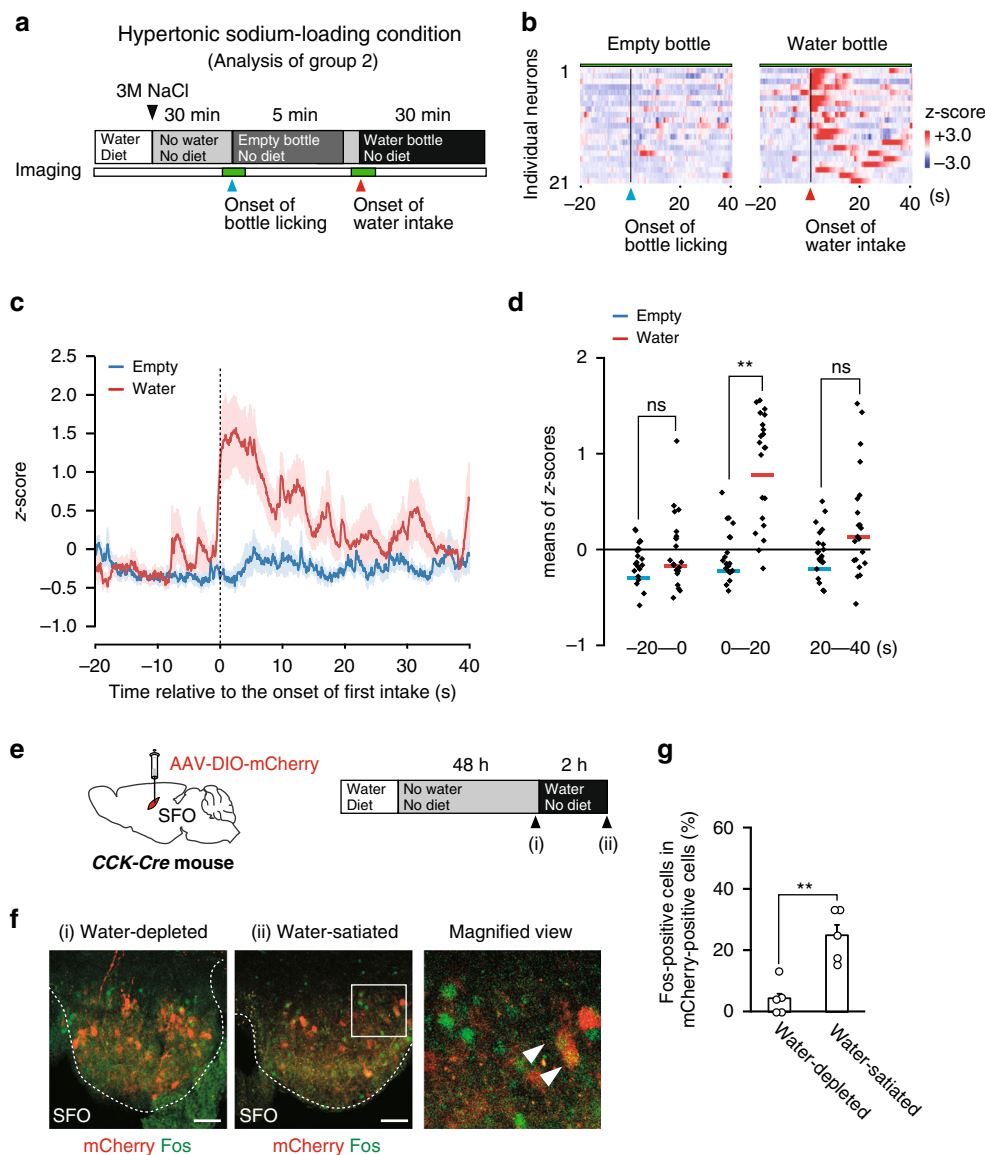 a
Hypertonic sodium-loading condition
(Analysis of group 2)
3M NaCl
30 min
5 min
30 min
Water
Diet
No water
No diet
Empty bottle
No diet
Water bottle
No diet
Imaging
Onset of
bottle licking
Onset of
water intake
b
Empty bottle
Water bottle
Individual neurons
1
21
z-score
+3.0
−3.0
−20 0 20 40
−20 0 20 40
(s)
Onset of
bottle licking
Onset of
water intake
c
Empty
Water
z-score
2.5
2.0
1.5
1.0
0.5
0
−0.5
−1.0
−20 −10 0 10 20 30 40
Time relative to the onset of first intake (s)
d
Empty
Water
means of z-scores
2
1
0
−1
ns
**
ns
−20—0 0—20 20—40 (s)
e
AAV-DIO-mCherry
SFO
CCK-Cre mouse
48 h
2 h
Water
Diet
No water
No diet
Water
No diet
(i)
(ii)
f
(i) Water-depleted
(ii) Water-satiated
Magnified view
SFO
SFO
mCherry Fos
mCherry Fos
g
Fos-positive cells in
mCherry-positive cells (%)
60
40
20
0
**
Water-depleted
Water-satiated